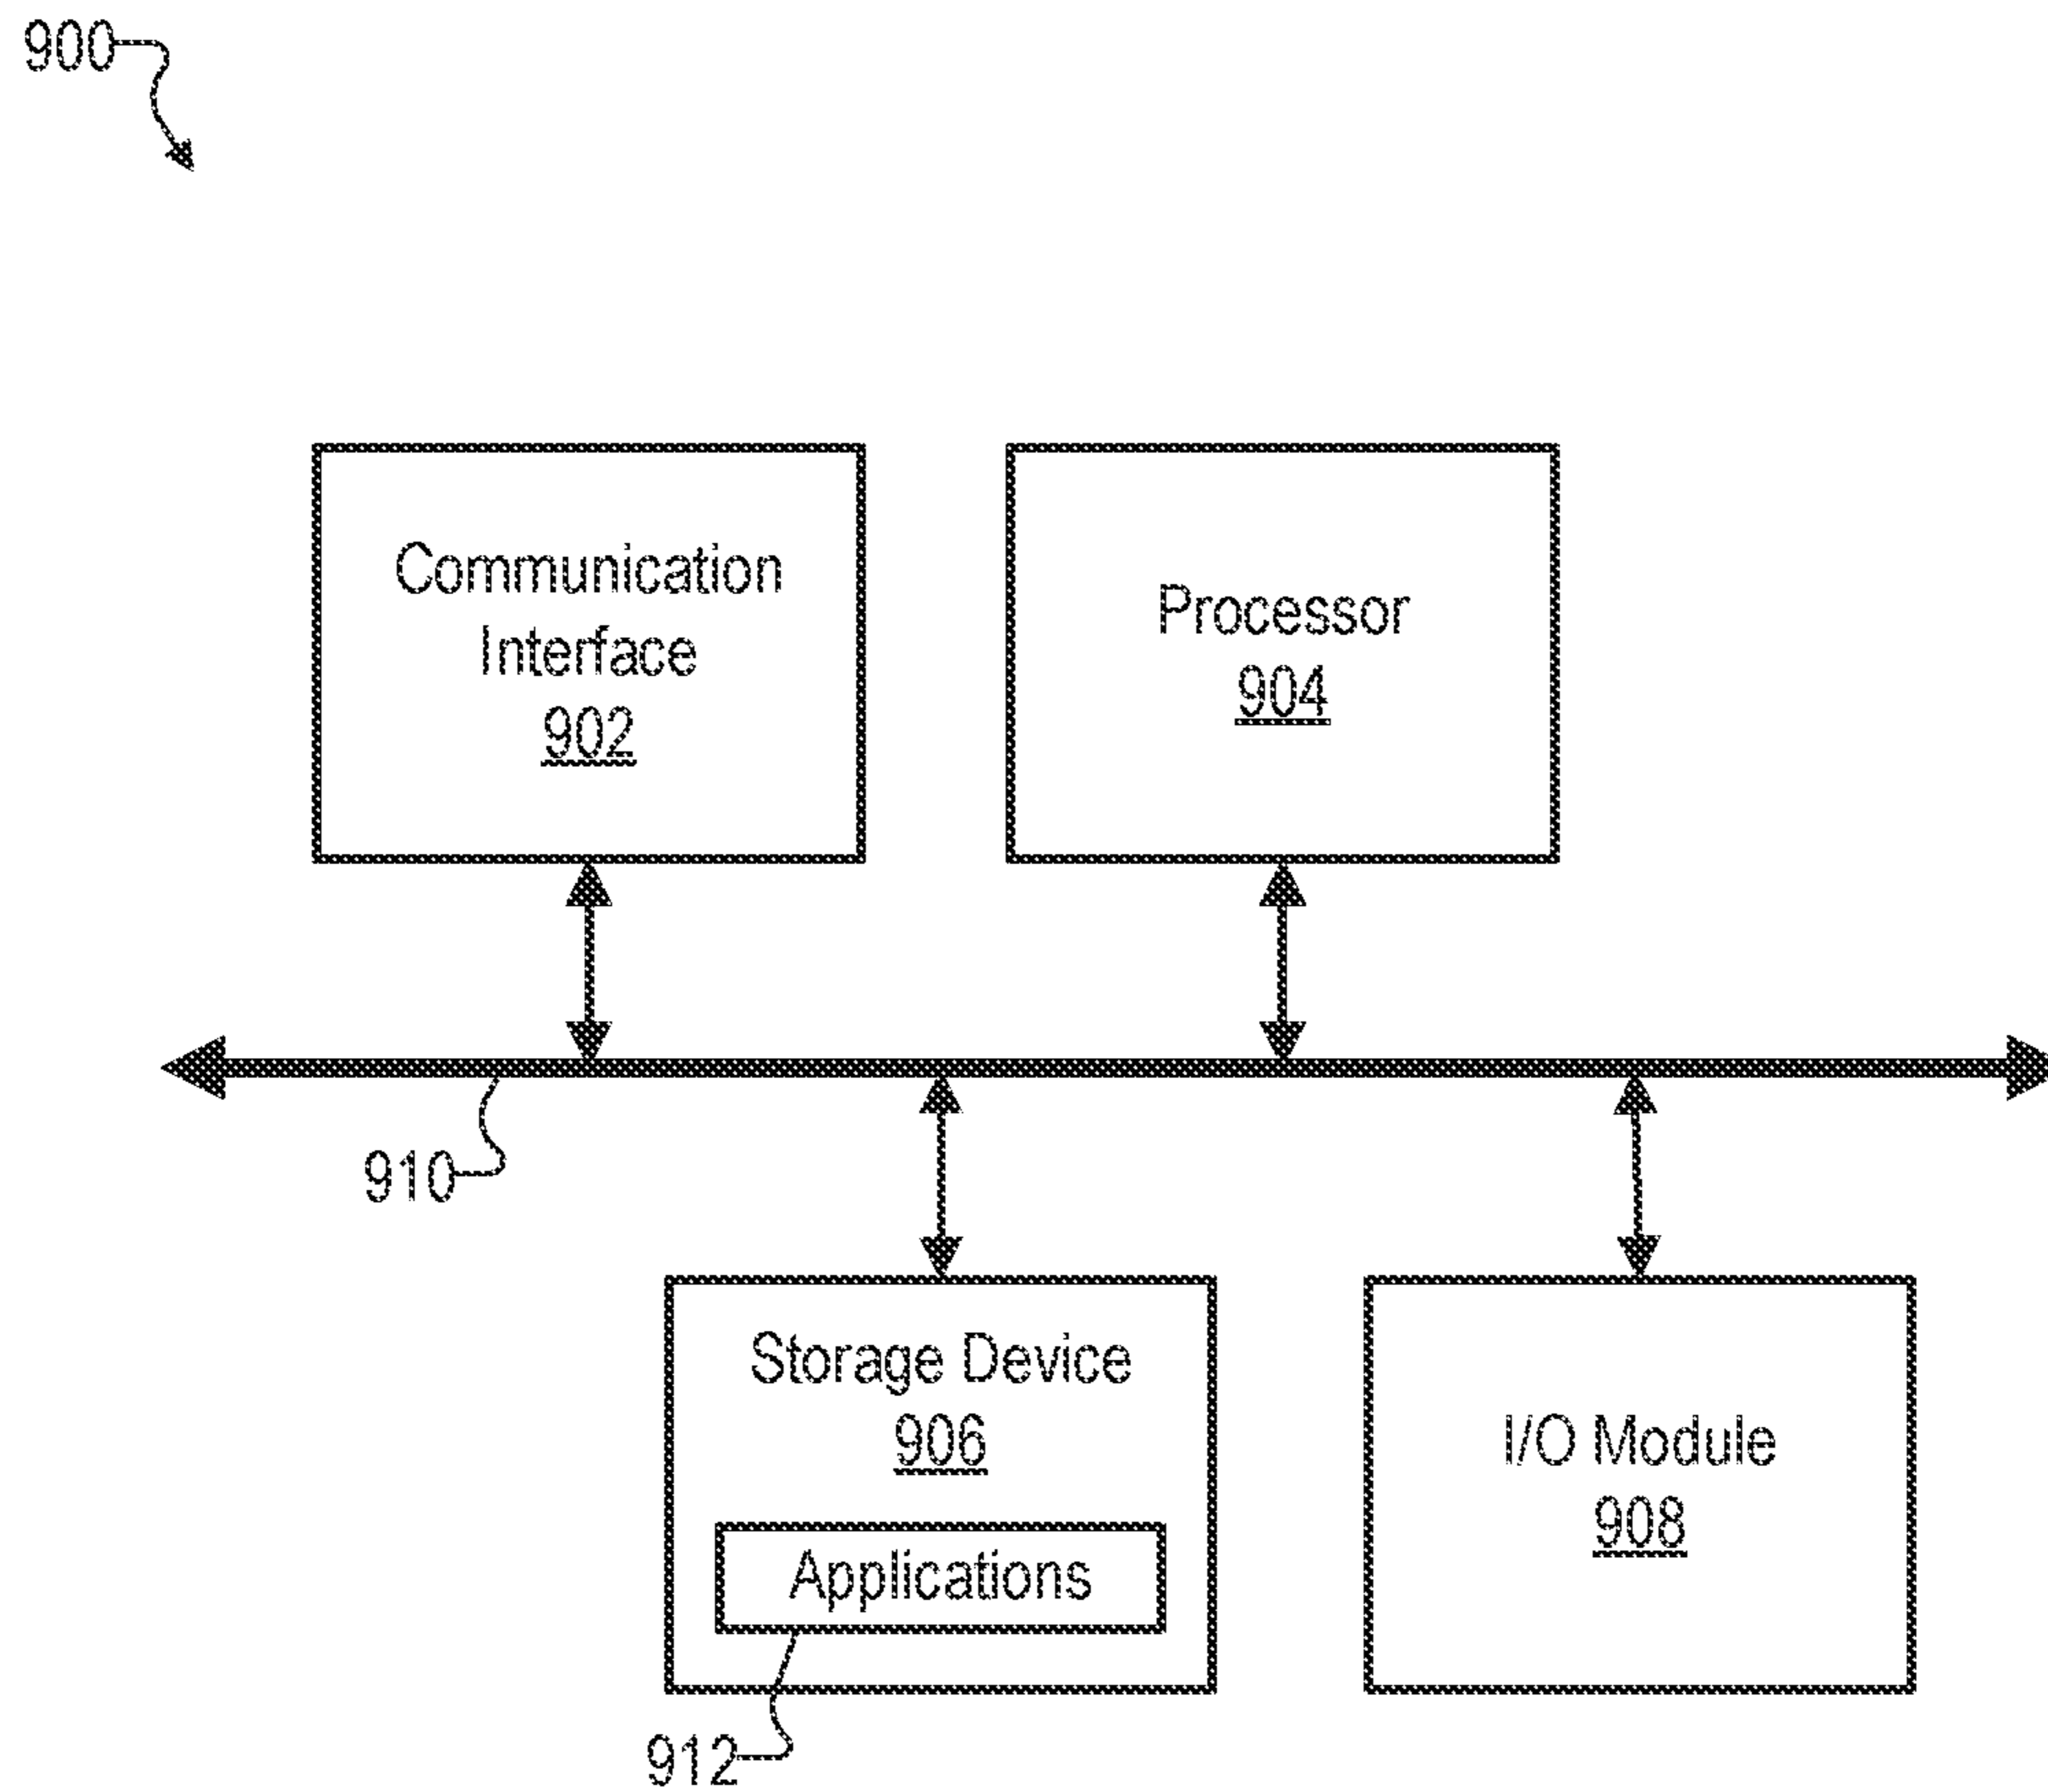 900
Communication
Interface
902
Processor
904
910
Storage Device
906
Applications
912
I/O Module
908